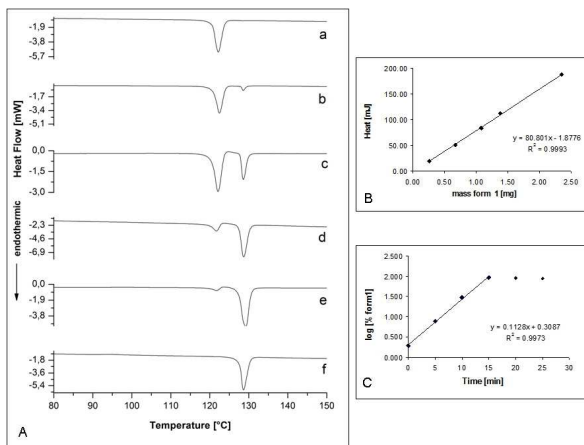 -1,9
-3,8
-5,7
a
-1,7
-3,4
-5,1
b
0,0
-1,5
-3,0
c
-2,3
-4,6
-6,9
d
0,0
-1,9
-3,8
e
-1,8
-3,6
-5,4
f
Heat Flow [mW]
endothermic
80 90 100 110 120 130 140 150
Temperature [°C]
A
200.00
150.00
100.00
50.00
0.00
Heat [mJ]
y = 80.801x - 1.8776
R² = 0.9993
0.00 0.50 1.00 1.50 2.00 2.50
mass form 1 [mg]
B
2.500
2.000
1.500
1.000
0.500
0.000
log [% form1]
y = 0.1128x + 0.3087
R² = 0.9973
0 5 10 15 20 25 30
Time [min]
C